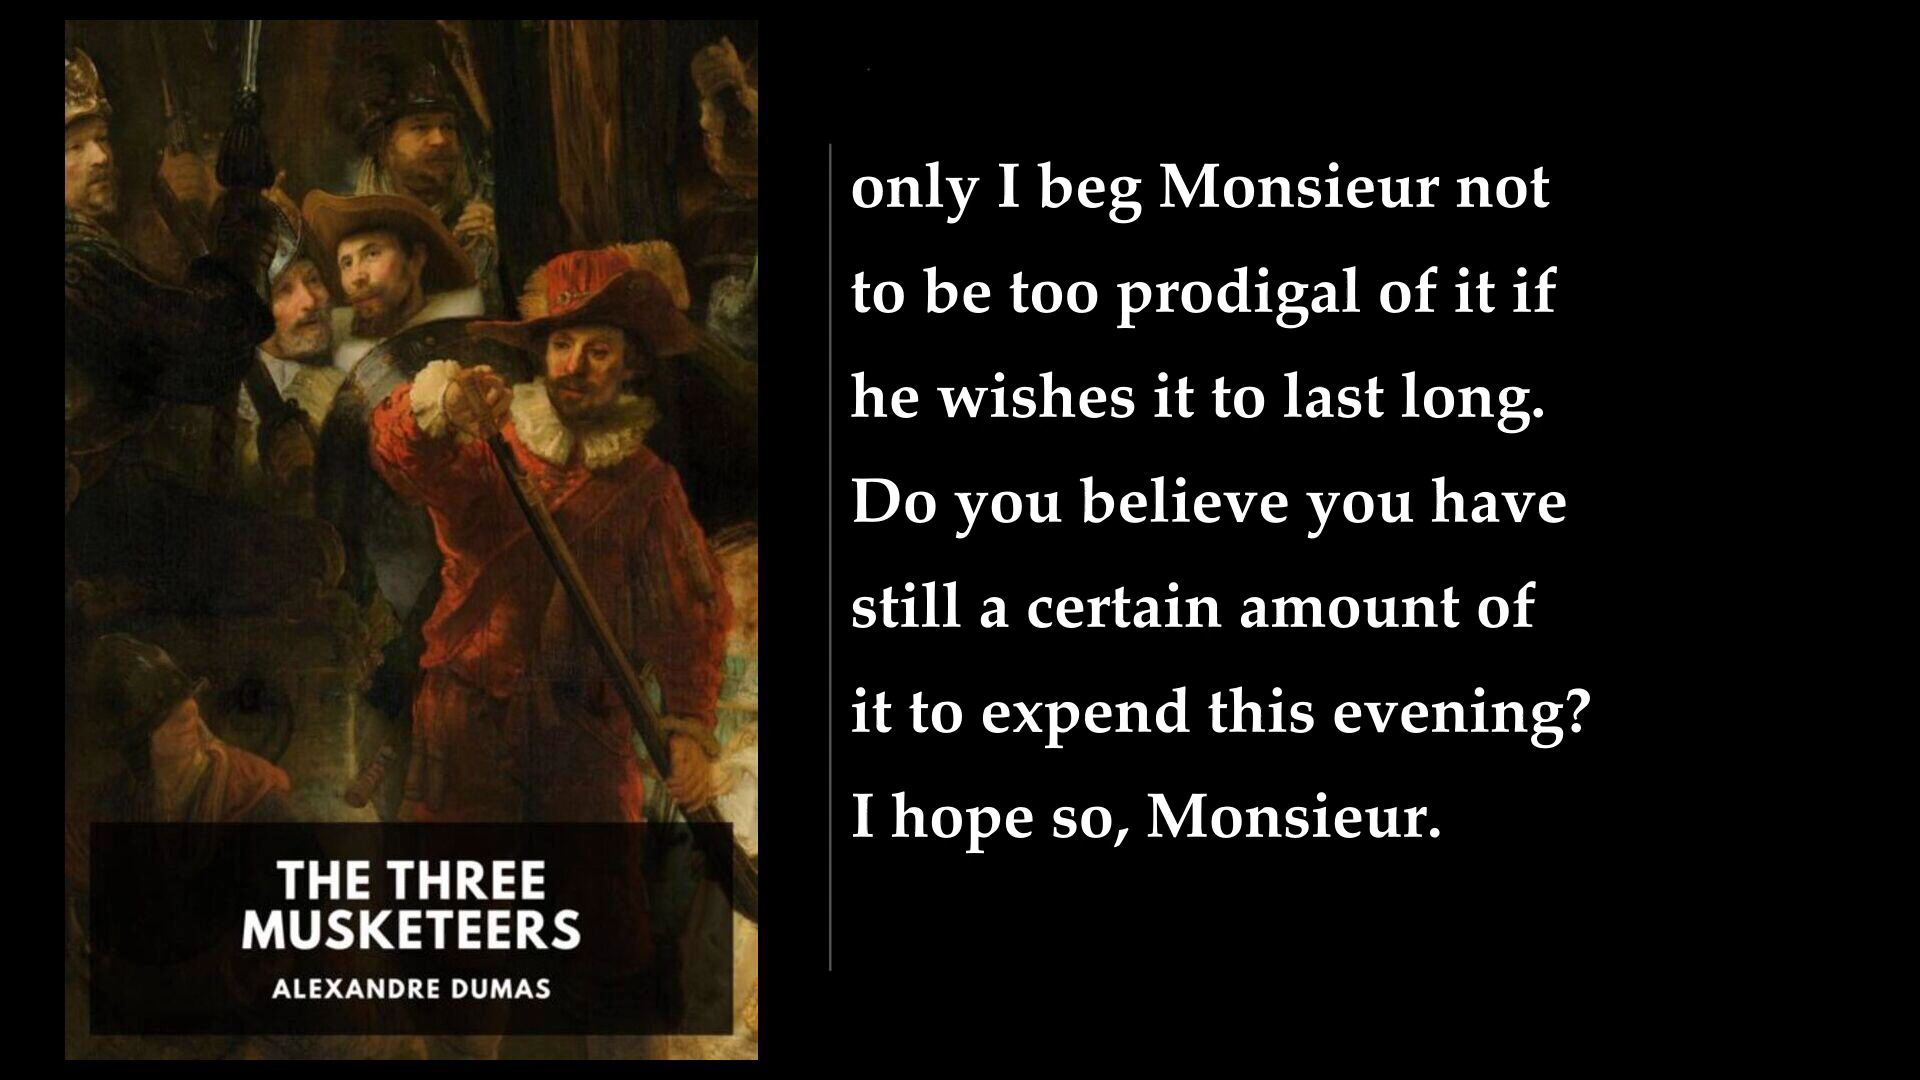 THE THREE
MUSKETEERS
ALEXANDRE DUMAS
only I beg Monsieur not
to be too prodigal of it if
he wishes it to last long.
Do you believe you have
still a certain amount of
it to expend this evening?
I hope so, Monsieur.